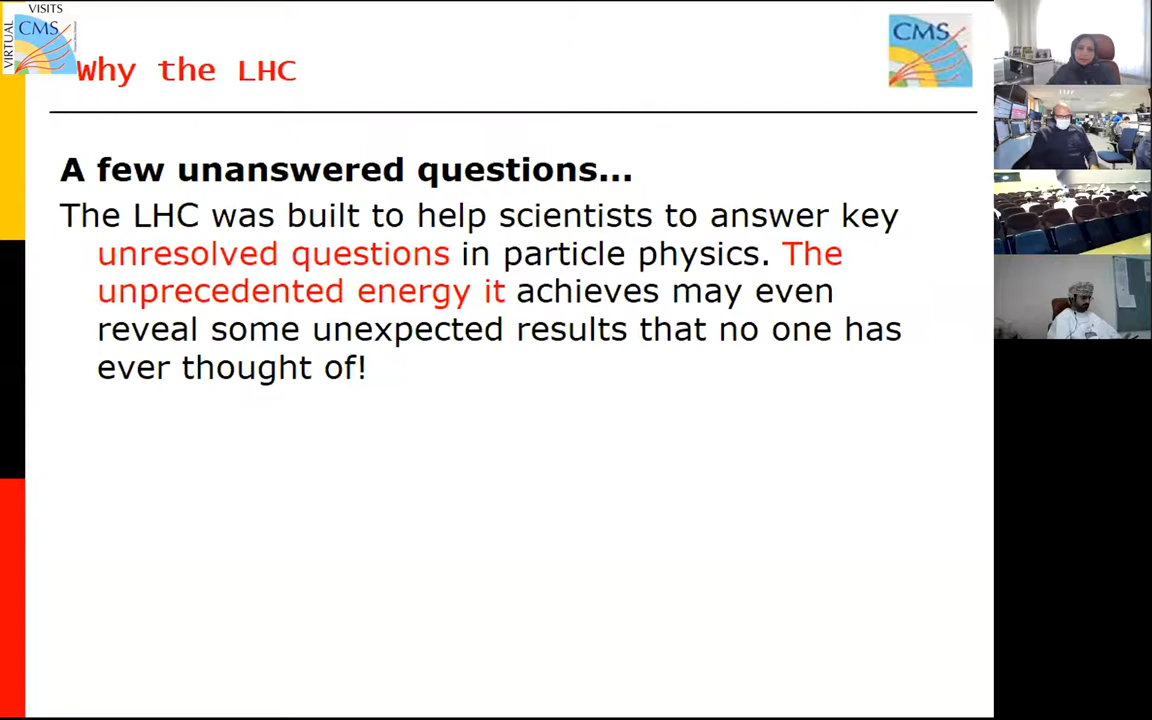 VISITS
VIRTUAL
CMS
Why the LHC
CMS
A few unanswered questions...
The LHC was built to help scientists to answer key
unresolved questions in particle physics. The
unprecedented energy it achieves may even
reveal some unexpected results that no one has
ever thought of!